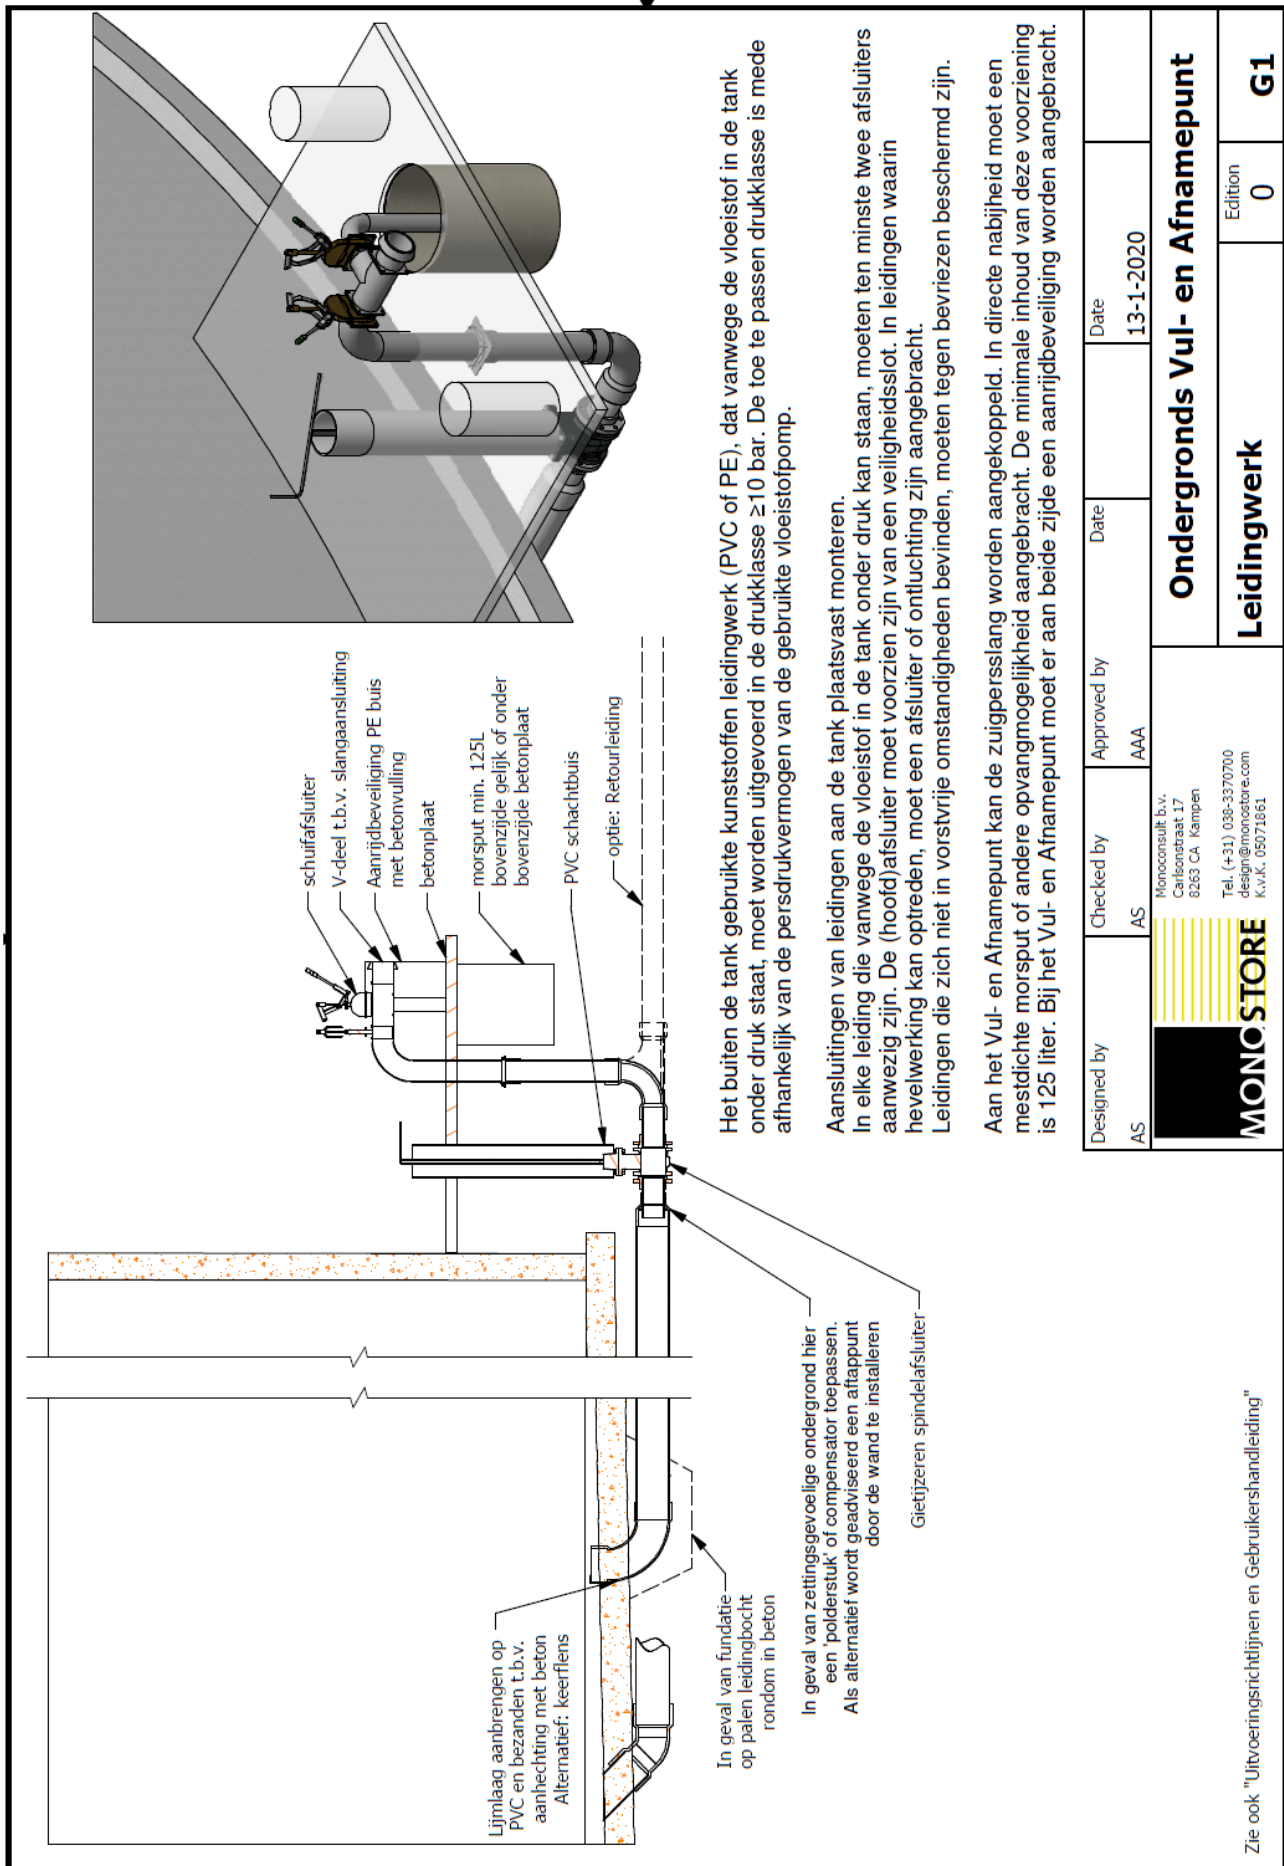 schuifafsluiter
V-deel t.b.v. slangaansluiting
Aanrijdbeveiliging PE buis
met betonvulling
betonplaat
morsput min. 125L
bovenzijde gelijk of onder
bovenzijde betonplaat
PVC schachtbuis
optie: Retourleiding
Lijmlaag aanbrengen op
PVC en bezanden t.b.v.
aanhechting met beton
Alternatief: keerflens
In geval van fundatie
op palen leidingbocht
rondom in beton
In geval van zettingsgevoelige ondergrond hier
een 'polderstuk' of compensator toepassen.
Als alternatief wordt geadviseerd een aftappunt
door de wand te installeren
Gietijzeren spindelafsluiter
Het buiten de tank gebruikte kunststoffen leidingwerk (PVC of PE), dat vanwege de vloeistof in de tank
onder druk staat, moet worden uitgevoerd in de drukklasse ≥10 bar. De toe te passen drukklasse is mede
afhankelijk van de persdrukvermogen van de gebruikte vloeistofpomp.
Aansluitingen van leidingen aan de tank plaatsvast monteren.
In elke leiding die vanwege de vloeistof in de tank onder druk kan staan, moeten ten minste twee afsluiters
aanwezig zijn. De (hoofd)afsluiter moet voorzien zijn van een veiligheidsslot. In leidingen waarin
hevelwerking kan optreden, moet een afsluiter of ontluchting zijn aangebracht.
Leidingen die zich niet in vorstvrije omstandigheden bevinden, moeten tegen bevriezen beschermd zijn.
Aan het Vul- en Afnamepunt kan de zuigpersslang worden aangekoppeld. In directe nabijheid moet een
mestdichte morsput of andere opvangmogelijkheid aangebracht. De minimale inhoud van deze voorziening
is 125 liter. Bij het Vul- en Afnamepunt moet er aan beide zijde een aanrijdbeveiliging worden aangebracht.
Designed by
AS
Checked by
AS
Approved by
AAA
Date
Date
13-1-2020
MONOSTORE
Monoconsult b.v.
Carlsonstraat 17
8263 CA Kampen
Tel. (+31) 038-3370700
design@monostore.com
K.v.K. 05071861
Ondergronds Vul- en Afnamepunt
Leidingwerk
Edition
0
G1
Zie ook "Uitvoeringsrichtlijnen en Gebruikershandleiding"